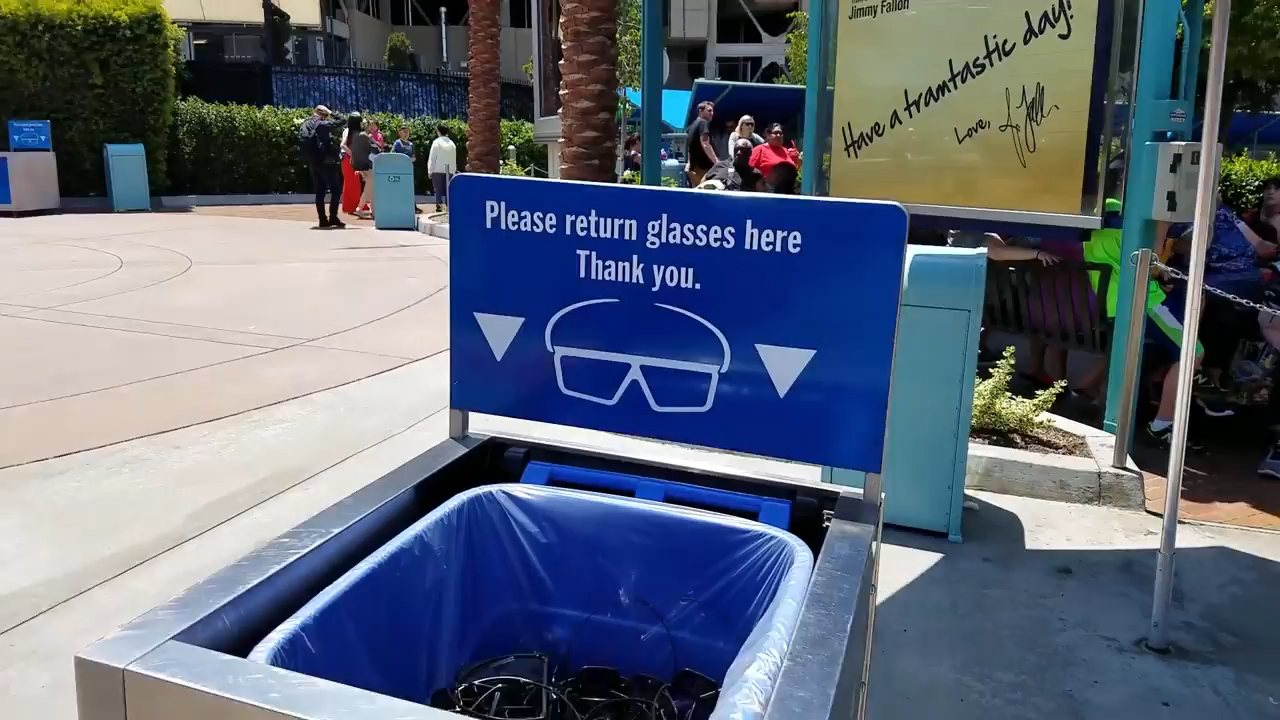 Jimmy Fallon
Have a tramtastic day!
Love,
Please return glasses here
Thank you.